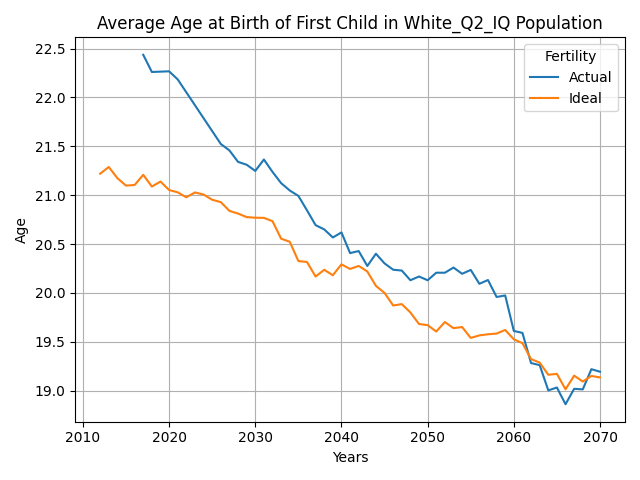 Average Age at Birth of First Child in White_Q2_IQ Population
Fertility
Actual
Ideal
22.5
22.0
21.5
21.0
20.5
20.0
19.5
19.0
Age
2010 2020 2030 2040 2050 2060 2070
Years